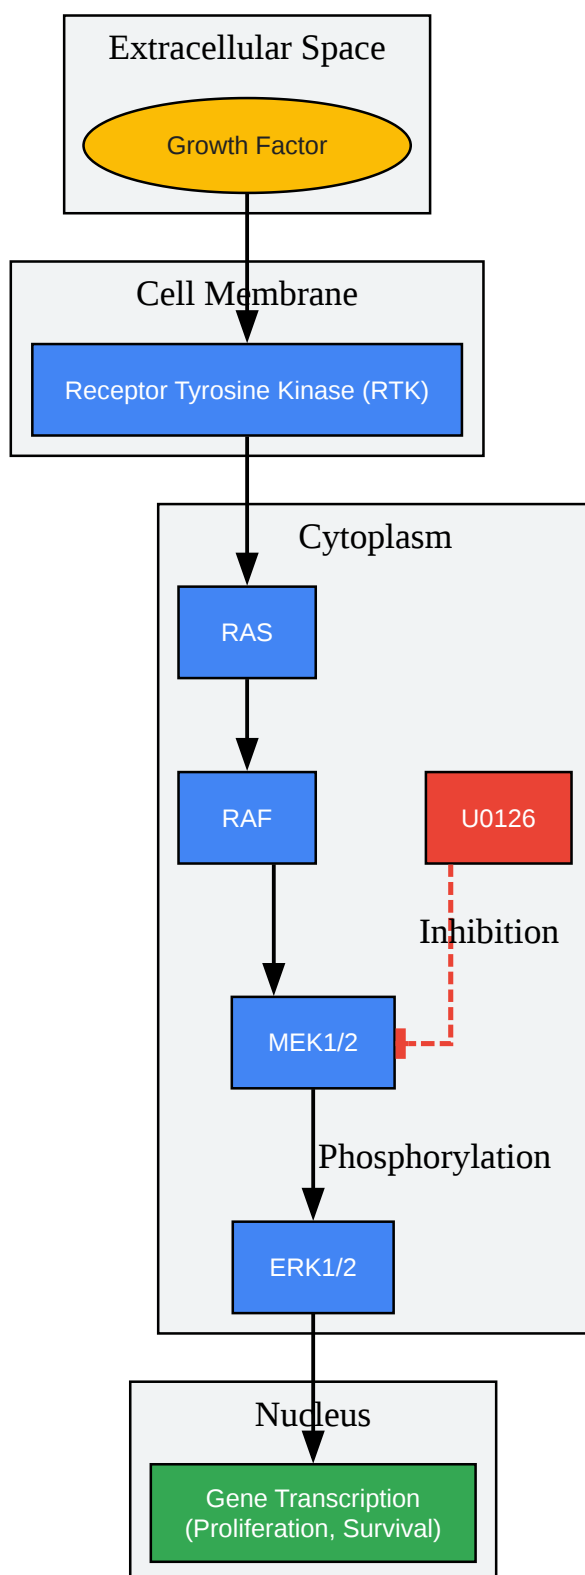 Extracellular Space
Growth Factor
Cell Membrane
Receptor Tyrosine Kinase (RTK)
Cytoplasm
RAS
RAF
U0126
Inhibition
MEK1/2
Phosphorylation
ERK1/2
Nucleus
Gene Transcription
(Proliferation, Survival)